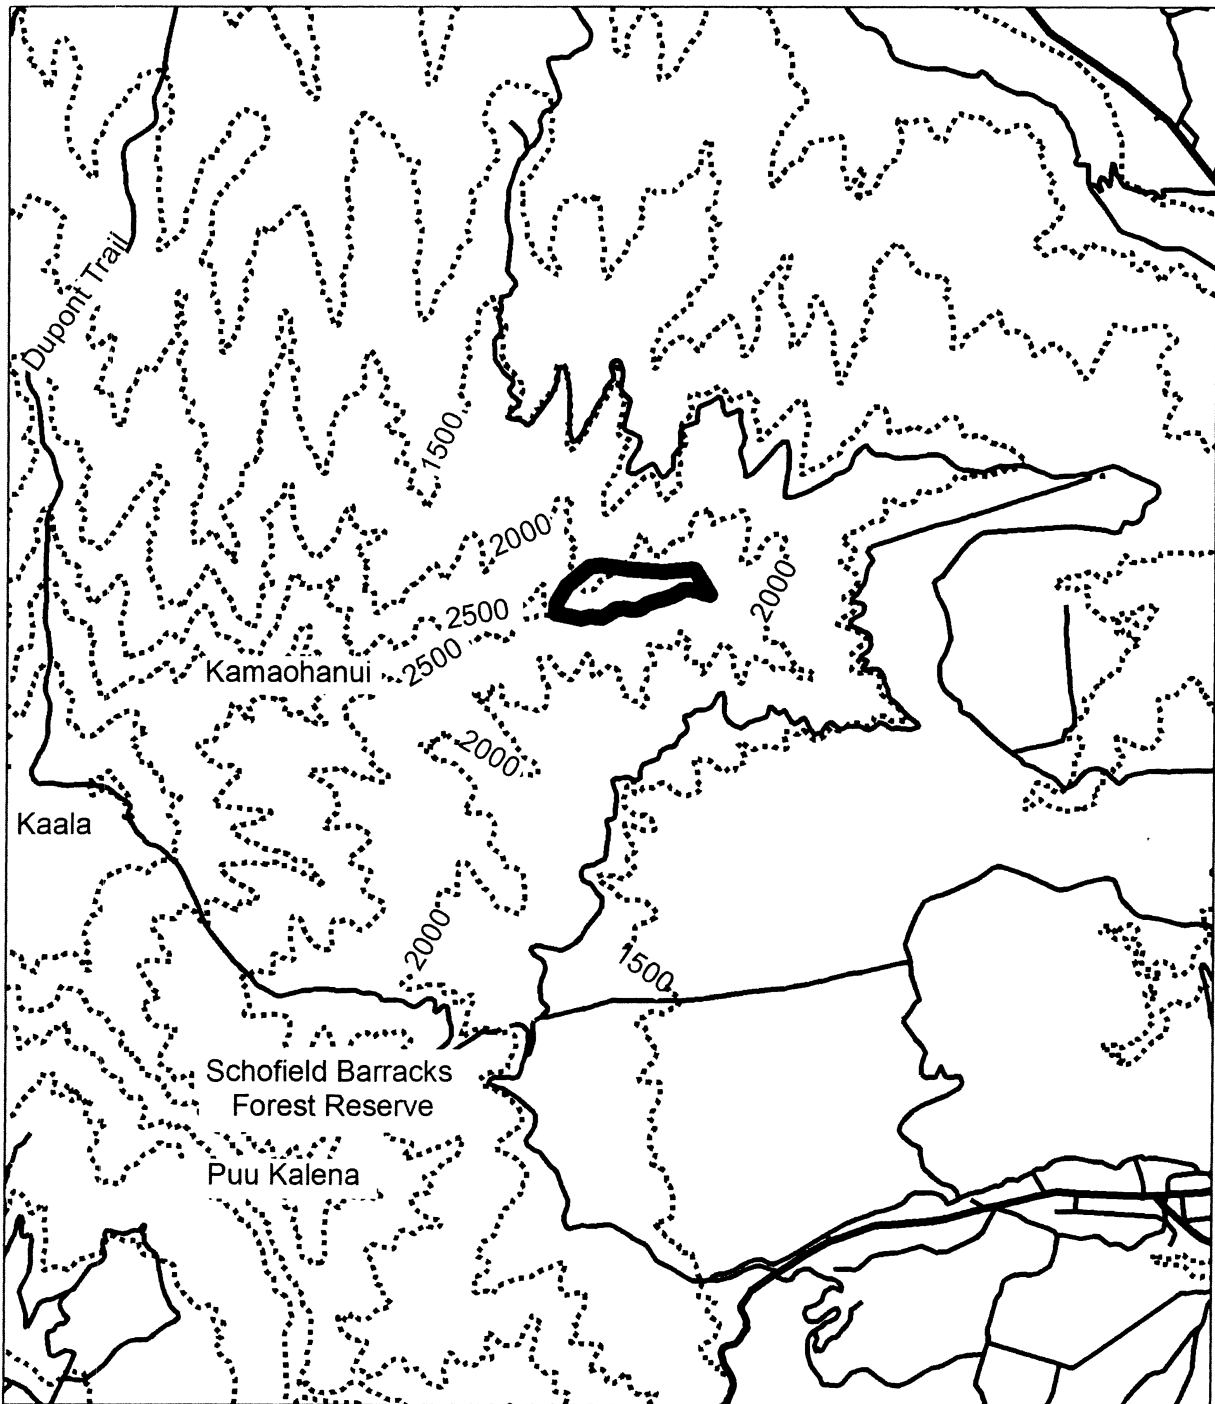 Dupont Trail
1500
2000
2500
2000
2500
Kamaohanui
2000
Kaala
2000
1500
Schofield Barracks
Forest Reserve
Puu Kalena